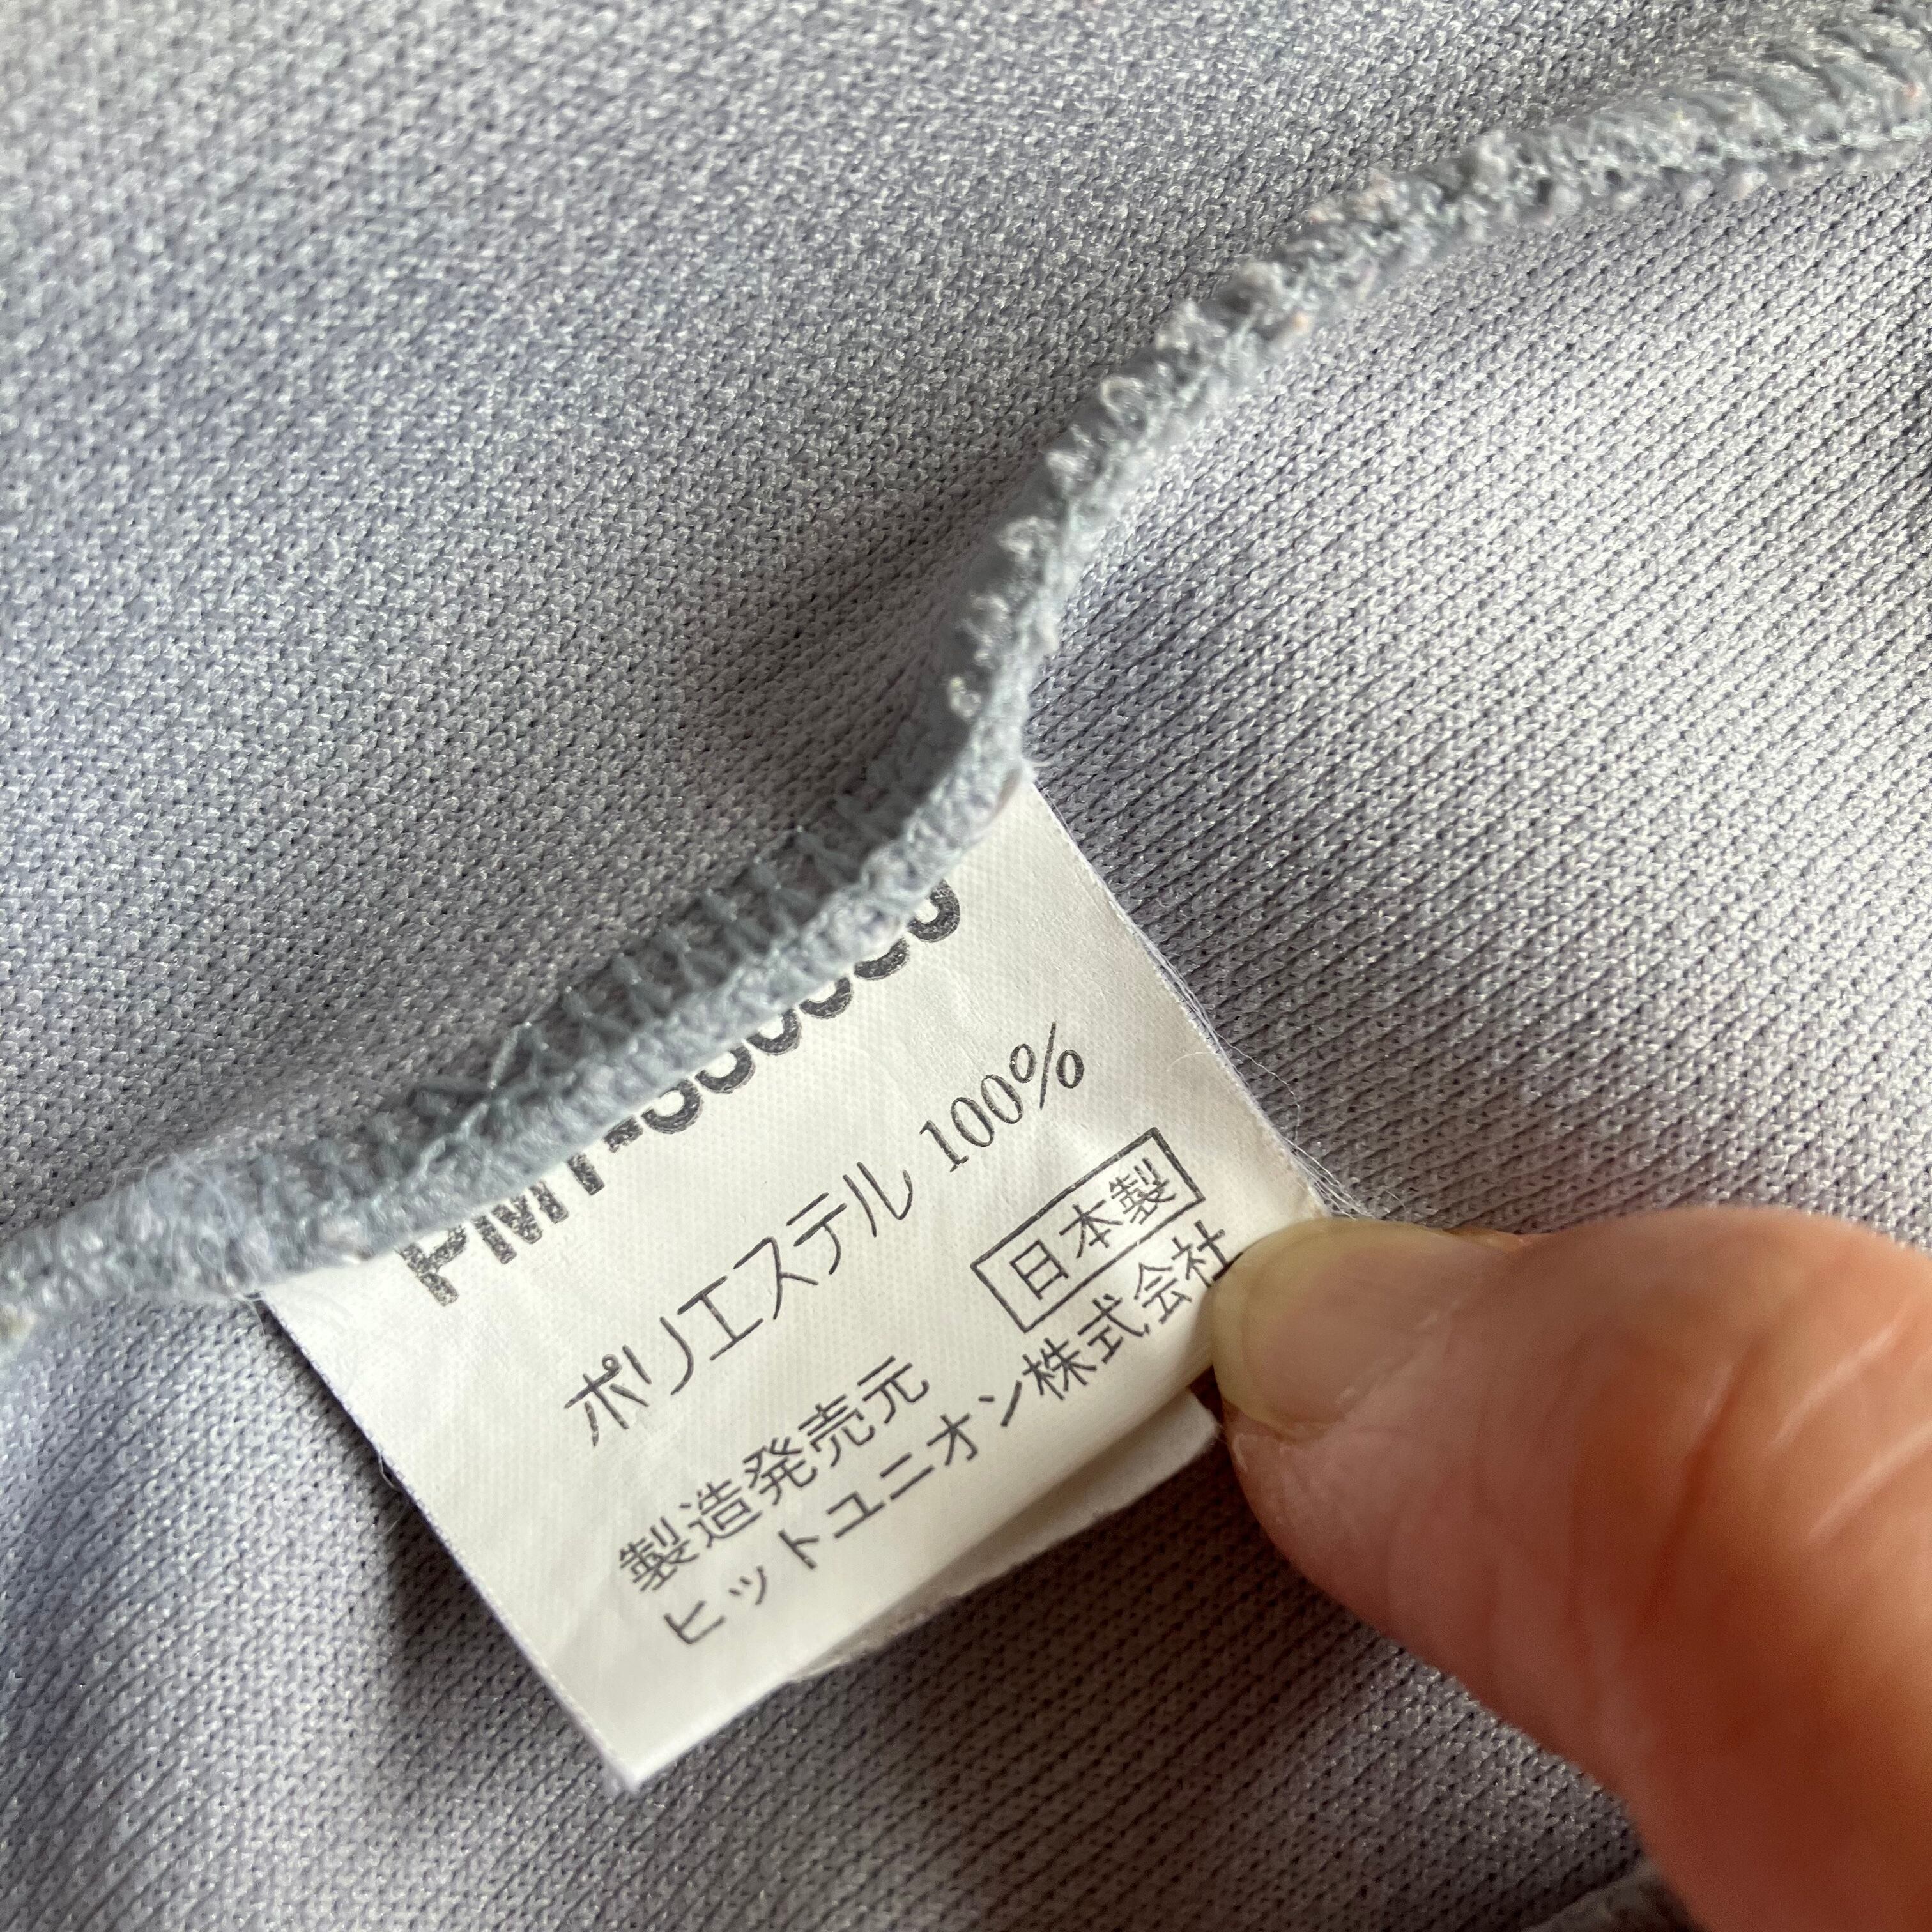 ポリエステル 100%
日本製
製造発売元
ヒットユニオン株式会社